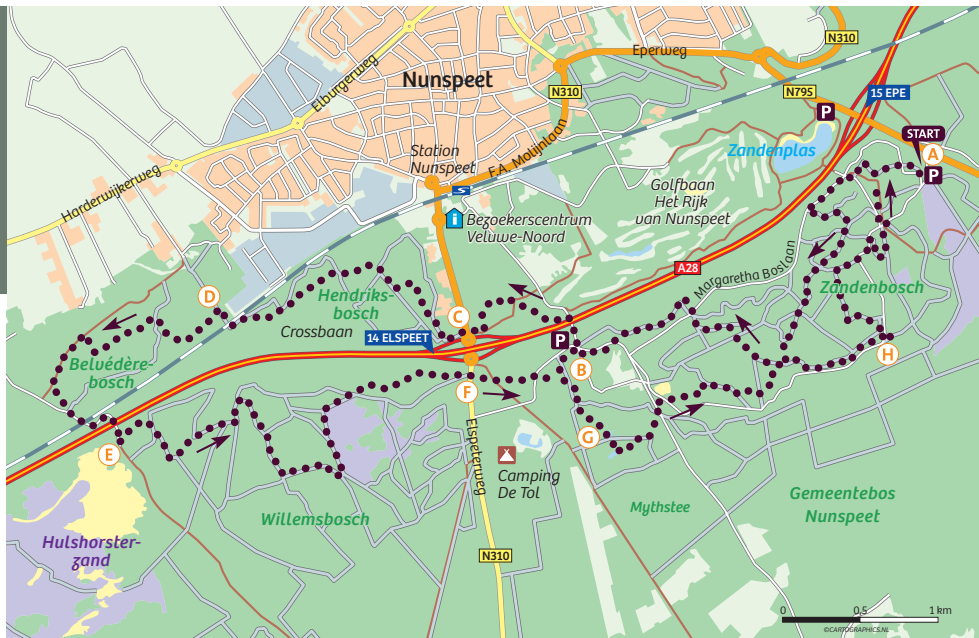 N310
Eperweg
Elburgerweg
Nunspeet
N310
N795
15 EPE
P
START
A
P
Zandenplas
Station
Nunspeet
F.A. Molijnlaan
Harderwijkerweg
S
i
Bezoekerscentrum
Veluwe-Noord
Golfbaan
Het Rijk
van Nunspeet
A28
Margaretha Boslaan
Zandenbosch
D
Hendriks-
bosch
C
Crossbaan
14 ELSPEET
P
B
H
Belvédère-
bosch
F
Elspeterweg
G
E
Camping
De Tol
Willemsbosch
Mythstee
Gemeentebos
Nunspeet
Hulshorster-
zand
N310
0 0,5 1 km
©CARTOGRAPHICS.NL